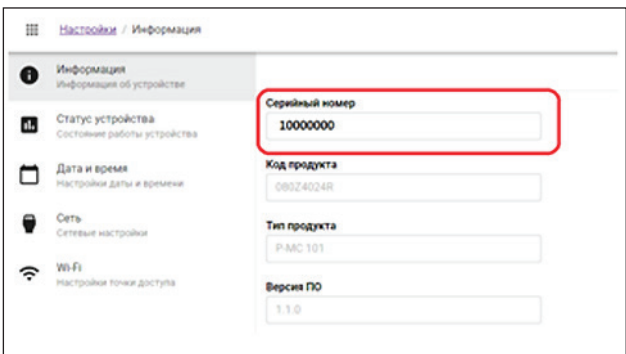 Настройки / Информация
Информация
Информация об устройстве
Статус устройства
Состояние работы устройства
Дата и время
Настройки даты и времени
Сеть
Сетевые настройки
Wi-Fi
Настройки точки доступа
Серийный номер
10000000
Код продукта
080Z4024R
Тип продукта
P-MC 101
Версия ПО
1.1.0